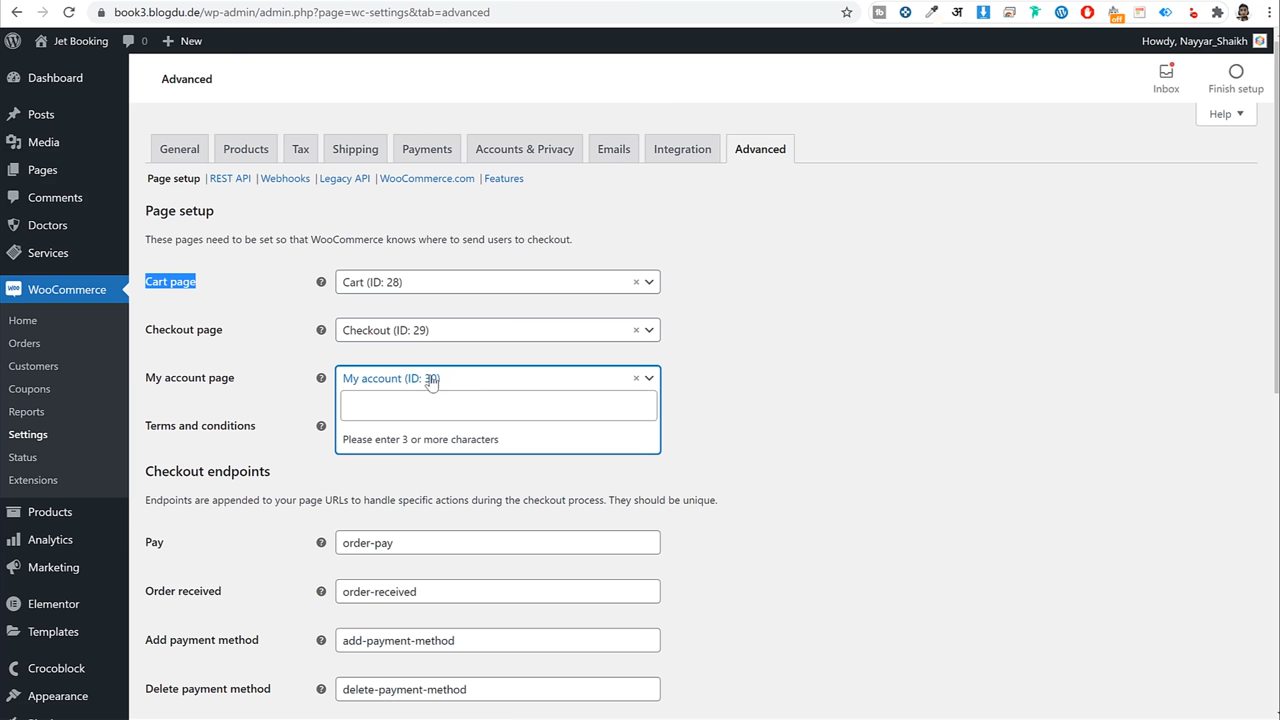 book3.blogdu.de/wp-admin/admin.php?page=wc-settings&tab=advanced
Jet Booking 0 New
Howdy, Nayyar_Shaikh
Dashboard
Posts
Media
Pages
Comments
Doctors
Services
WooCommerce
Home
Orders
Customers
Coupons
Reports
Settings
Status
Extensions
Products
Analytics
Marketing
Elementor
Templates
Crocoblock
Appearance
Advanced
Inbox
Finish setup
Help
General Products Tax Shipping Payments Accounts & Privacy Emails Integration Advanced
Page setup | REST API | Webhooks | Legacy API | WooCommerce.com | Features
Page setup
These pages need to be set so that WooCommerce knows where to send users to checkout.
Cart page Cart (ID: 28)
Checkout page Checkout (ID: 29)
My account page My account (ID: 30)
Please enter 3 or more characters
Terms and conditions
Checkout endpoints
Endpoints are appended to your page URLs to handle specific actions during the checkout process. They should be unique.
Pay order-pay
Order received order-received
Add payment method add-payment-method
Delete payment method delete-payment-method
off
अ